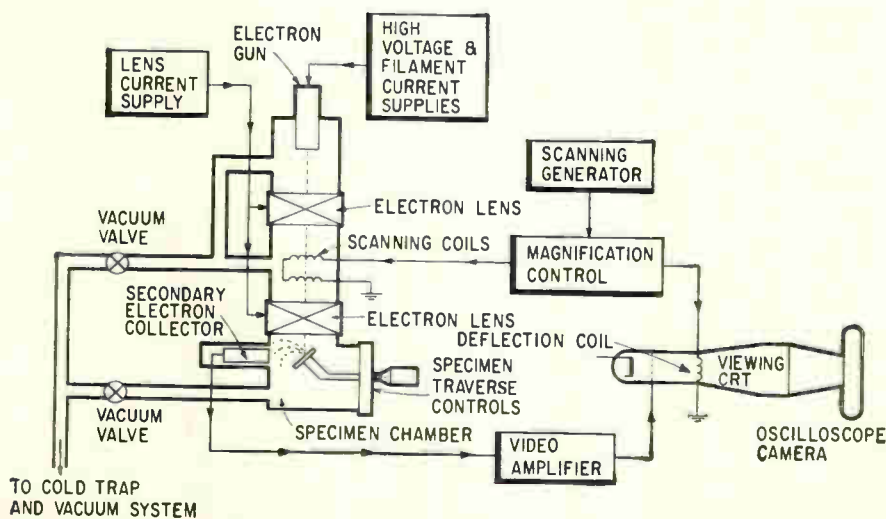 ELECTRON
GUN
HIGH
VOLTAGE &
FILAMENT
CURRENT
SUPPLIES
LENS
CURRENT
SUPPLY
SCANNING
GENERATOR
ELECTRON LENS
VACUUM
VALVE
SCANNING COILS
MAGNIFICATION
CONTROL
SECONDARY
ELECTRON
COLLECTOR
ELECTRON LENS
DEFLECTION COIL
VIEWING
CRT
SPECIMEN
TRAVERSE
CONTROLS
VACUUM
VALVE
SPECIMEN CHAMBER
VIDEO
AMPLIFIER
OSCILLOSCOPE
CAMERA
TO COLD TRAP
AND VACUUM SYSTEM